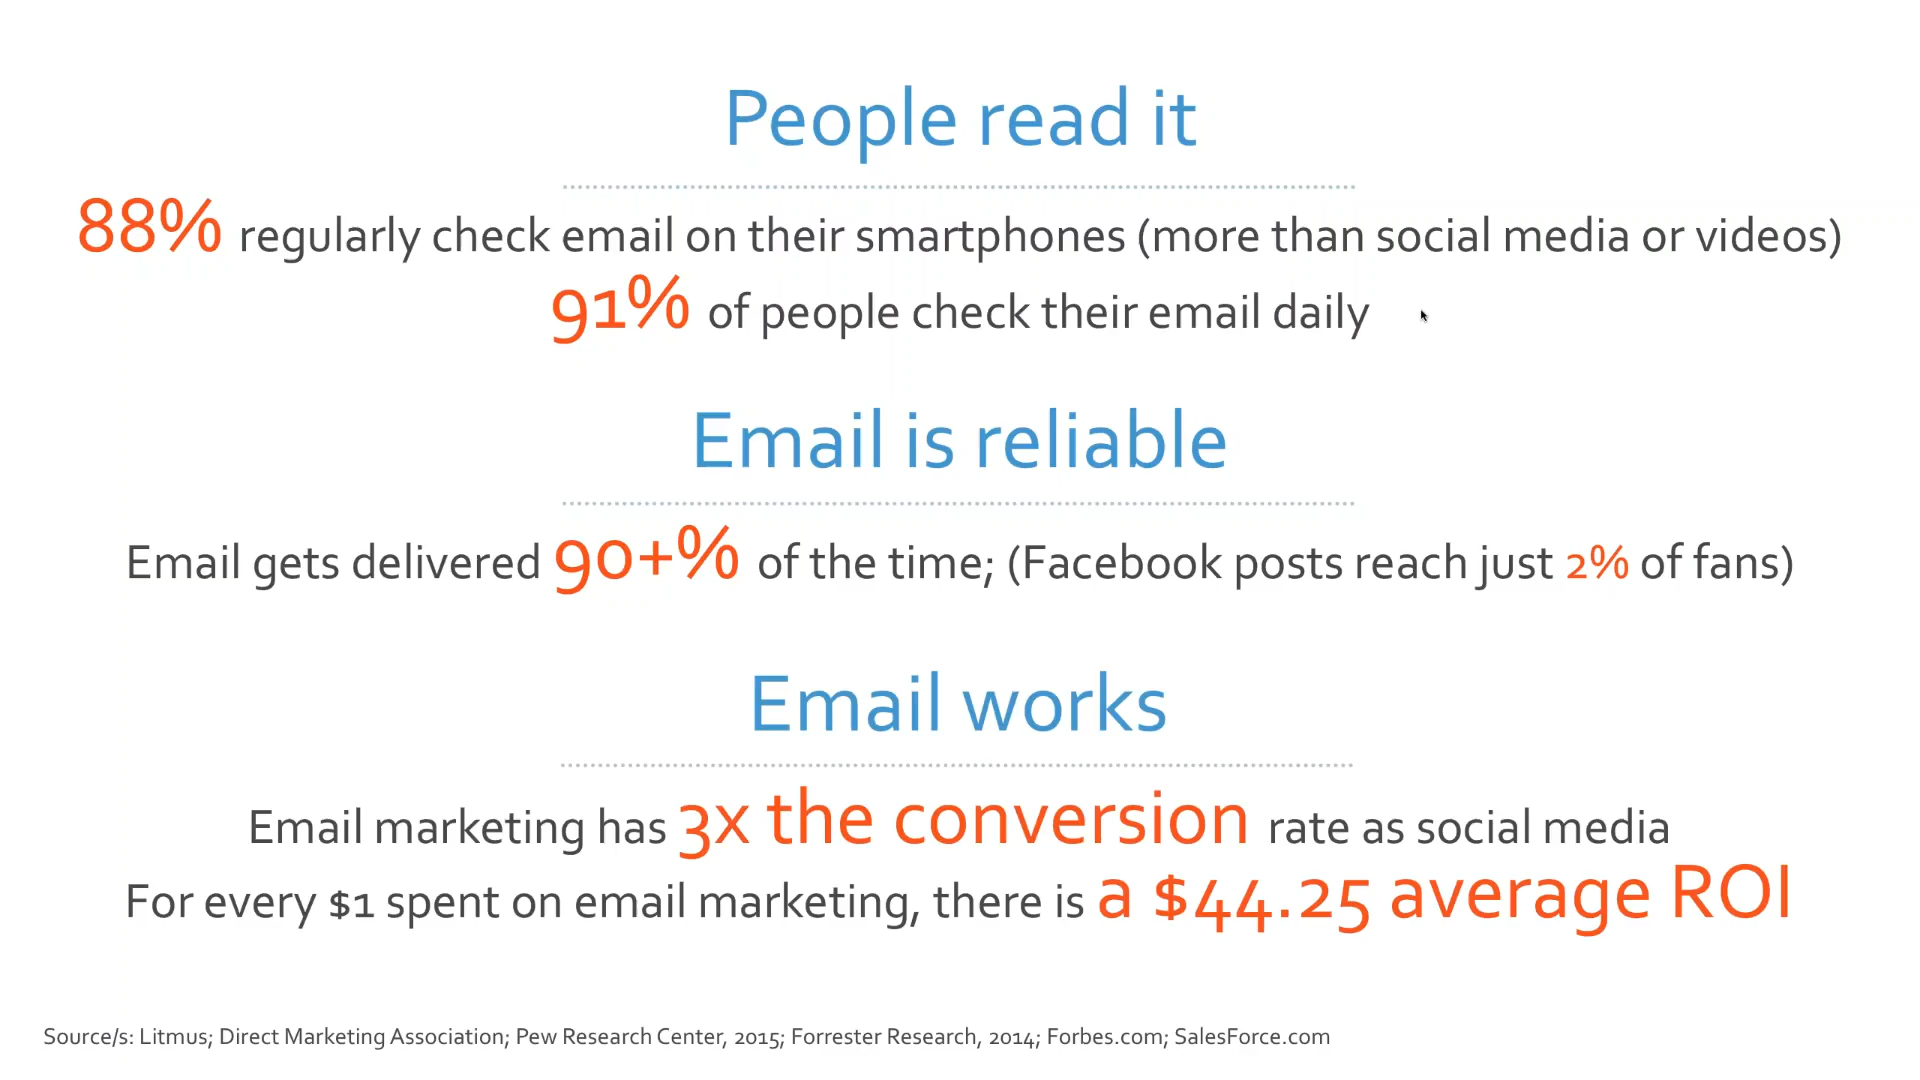 People read it
88% regularly check email on their smartphones (more than social media or videos)
91% of people check their email daily
Email is reliable
Email gets delivered 90+% of the time; (Facebook posts reach just 2% of fans)
Email works
Email marketing has 3x the conversion rate as social media
For every $1 spent on email marketing, there is a $44.25 average ROI
Source/s: Litmus; Direct Marketing Association; Pew Research Center, 2015; Forrester Research, 2014; Forbes.com; SalesForce.com